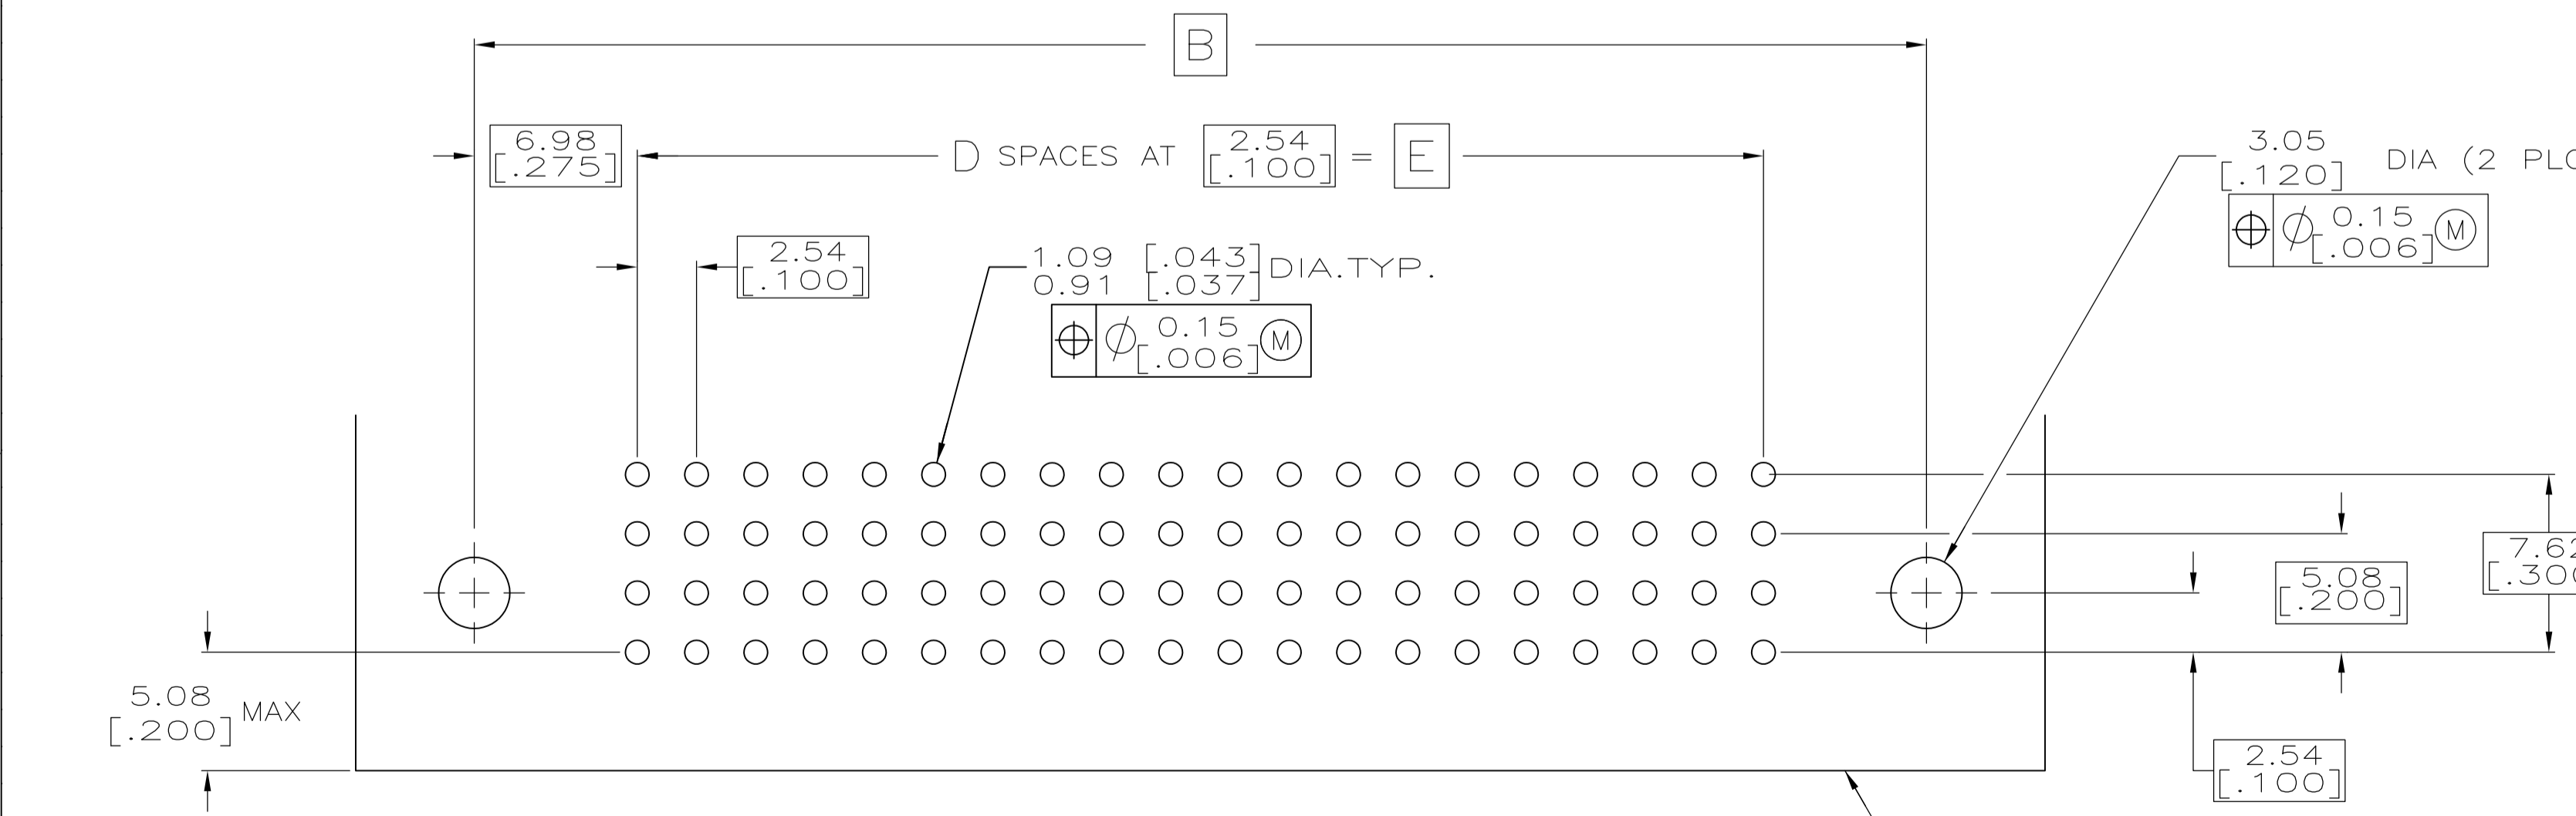 B
6.98
[.275]
D SPACES AT 2.54 [.100] = E
2.54
[.100]
1.09 [.043]
0.91 [.037] DIA.TYP.
⌖ ⌀ 0.15 [.006] Ⓜ
3.05
[.120] DIA (2
⌖ ⌀ 0.15 [.006] Ⓜ
5.08
[.200]
5.08
[.200] MAX
2.54
[.100]